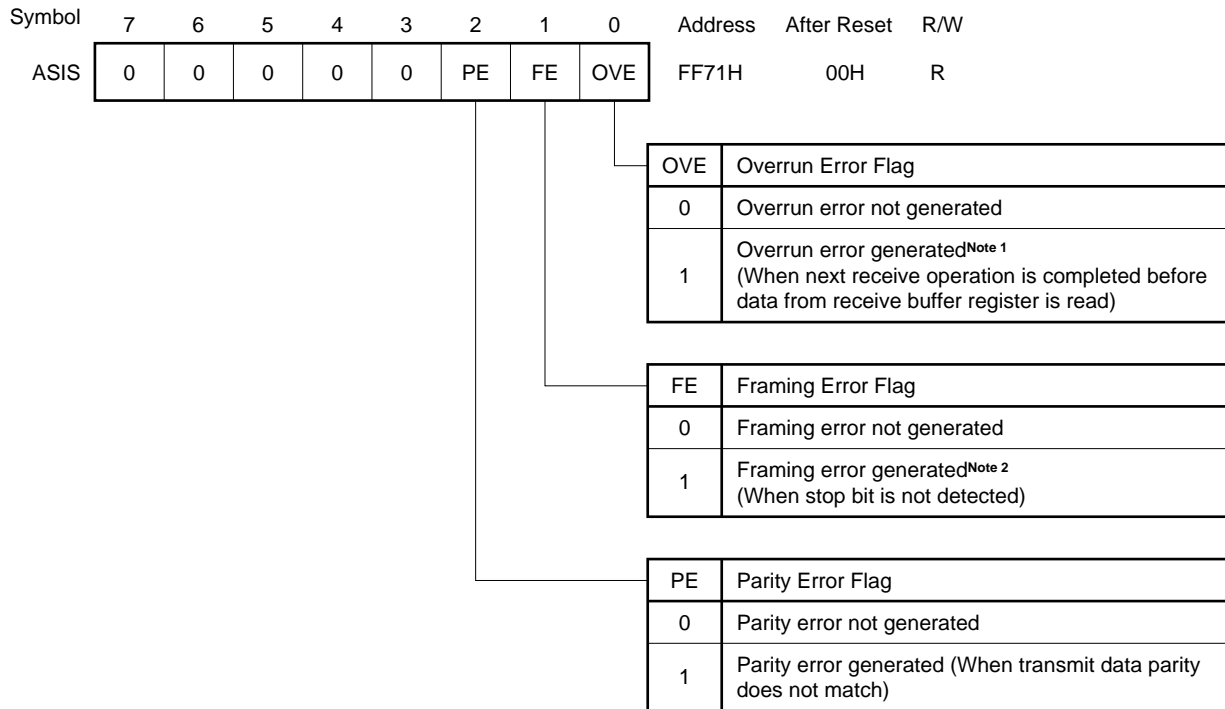 Symbol 7 6 5 4 3 2 1 0 Address After Reset R/W
ASIS 0 0 0 0 0 PE FE OVE FF71H 00H R
OVE Overrun Error Flag
0 Overrun error not generated
1 Overrun error generated Note 1
(When next receive operation is completed before
data from receive buffer register is read)
FE Framing Error Flag
0 Framing error not generated
1 Framing error generated Note 2
(When stop bit is not detected)
PE Parity Error Flag
0 Parity error not generated
1 Parity error generated (When transmit data parity
does not match)